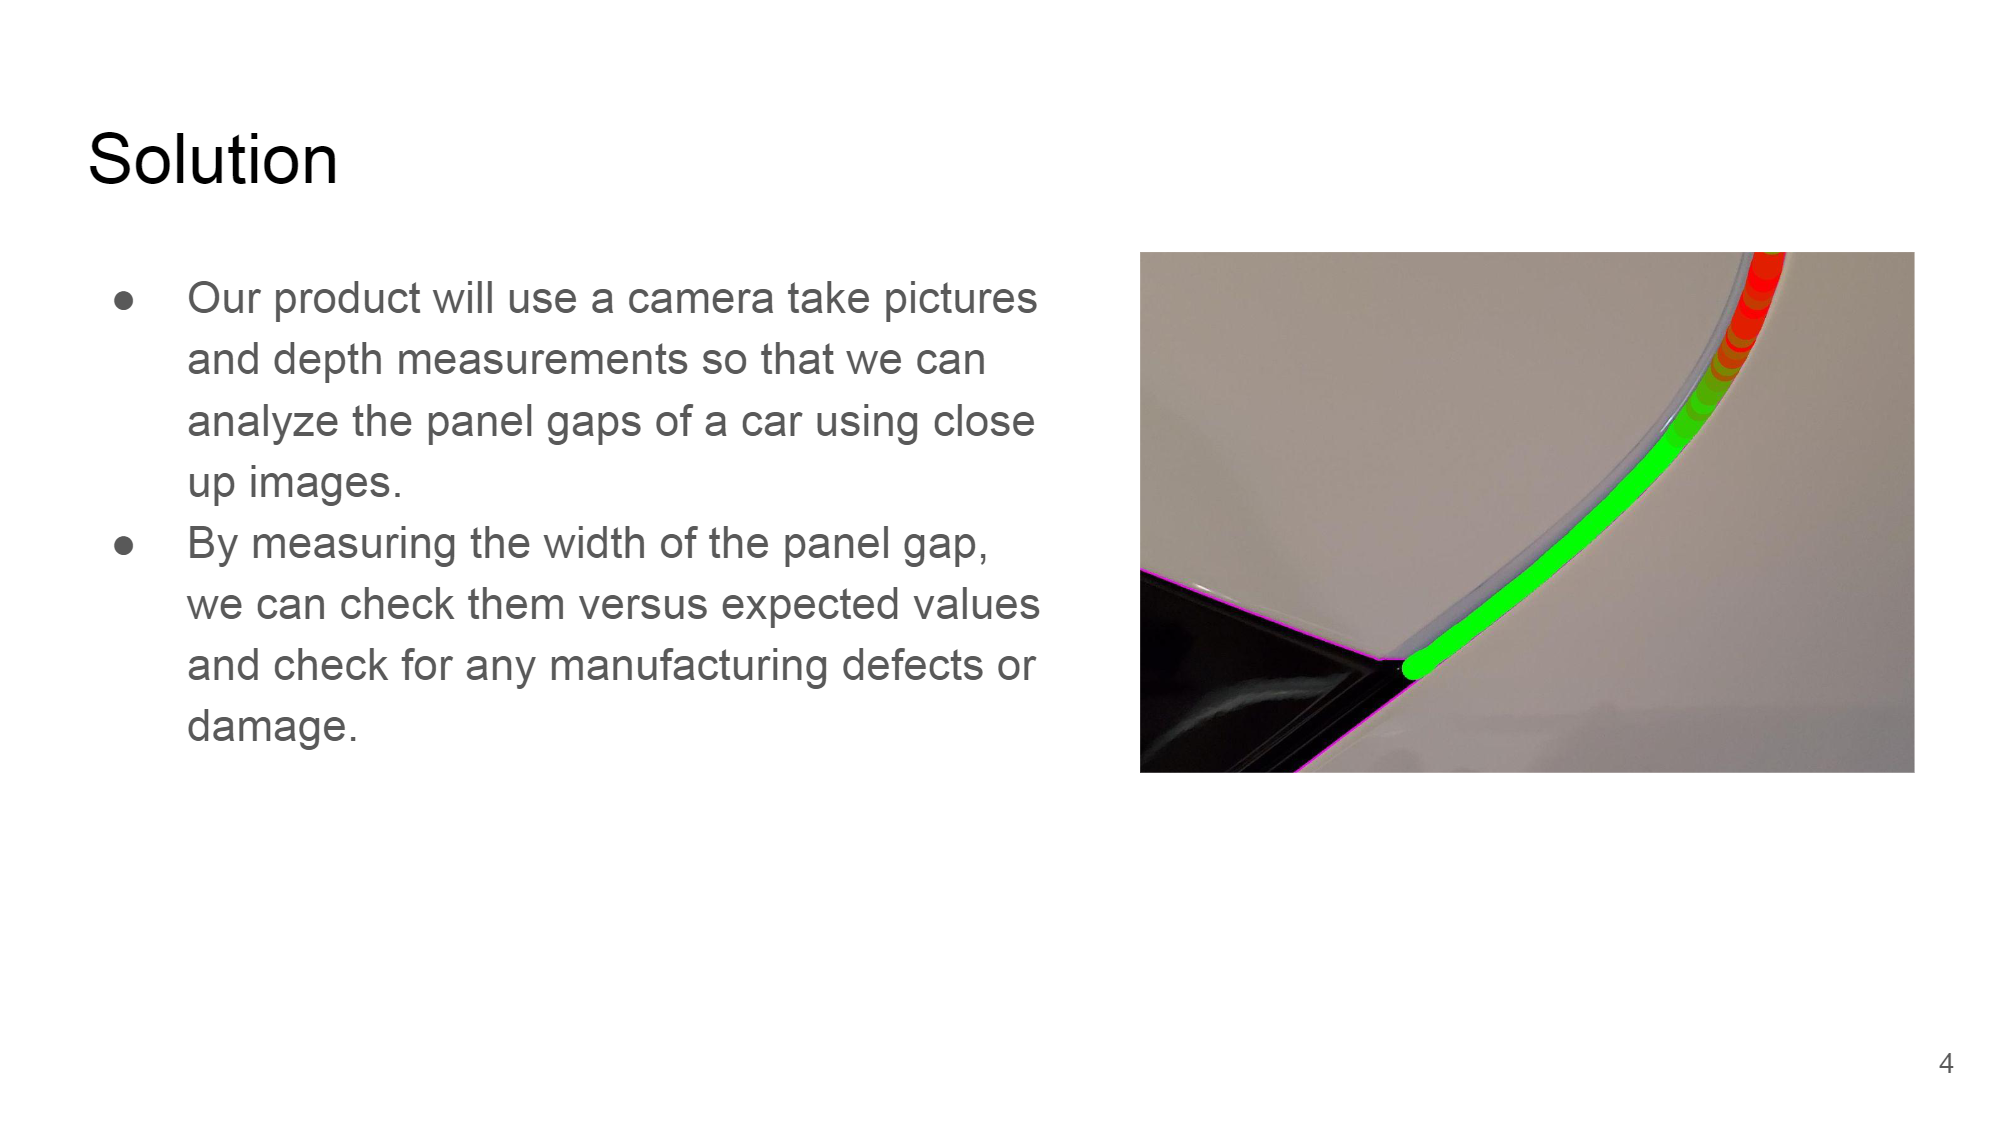 Solution
● Our product will use a camera take pictures
and depth measurements so that we can
analyze the panel gaps of a car using close
up images.
● By measuring the width of the panel gap,
we can check them versus expected values
and check for any manufacturing defects or
damage.
4